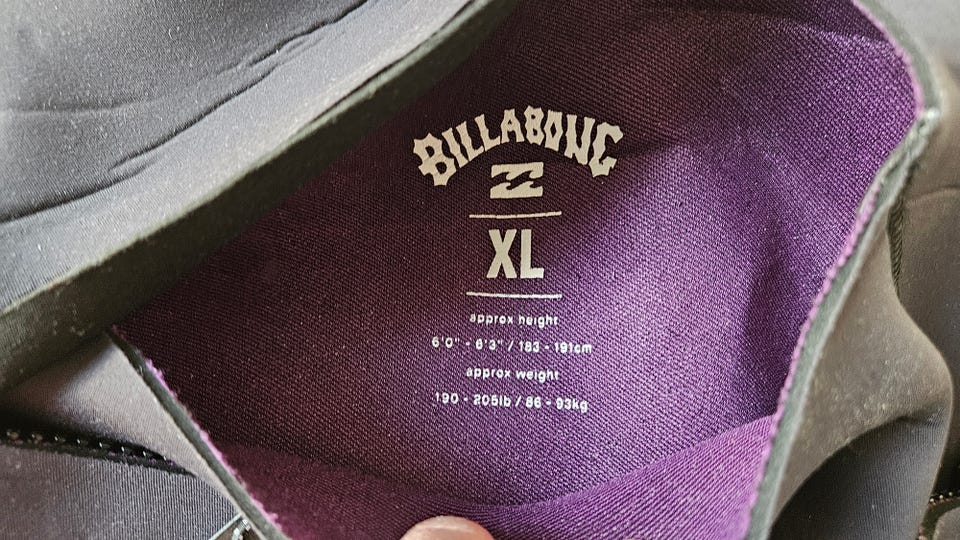 BILLABONG
XL
approx height
6'0" - 6'3" / 183 - 191cm
approx weight
190 - 205lb / 86 - 93kg